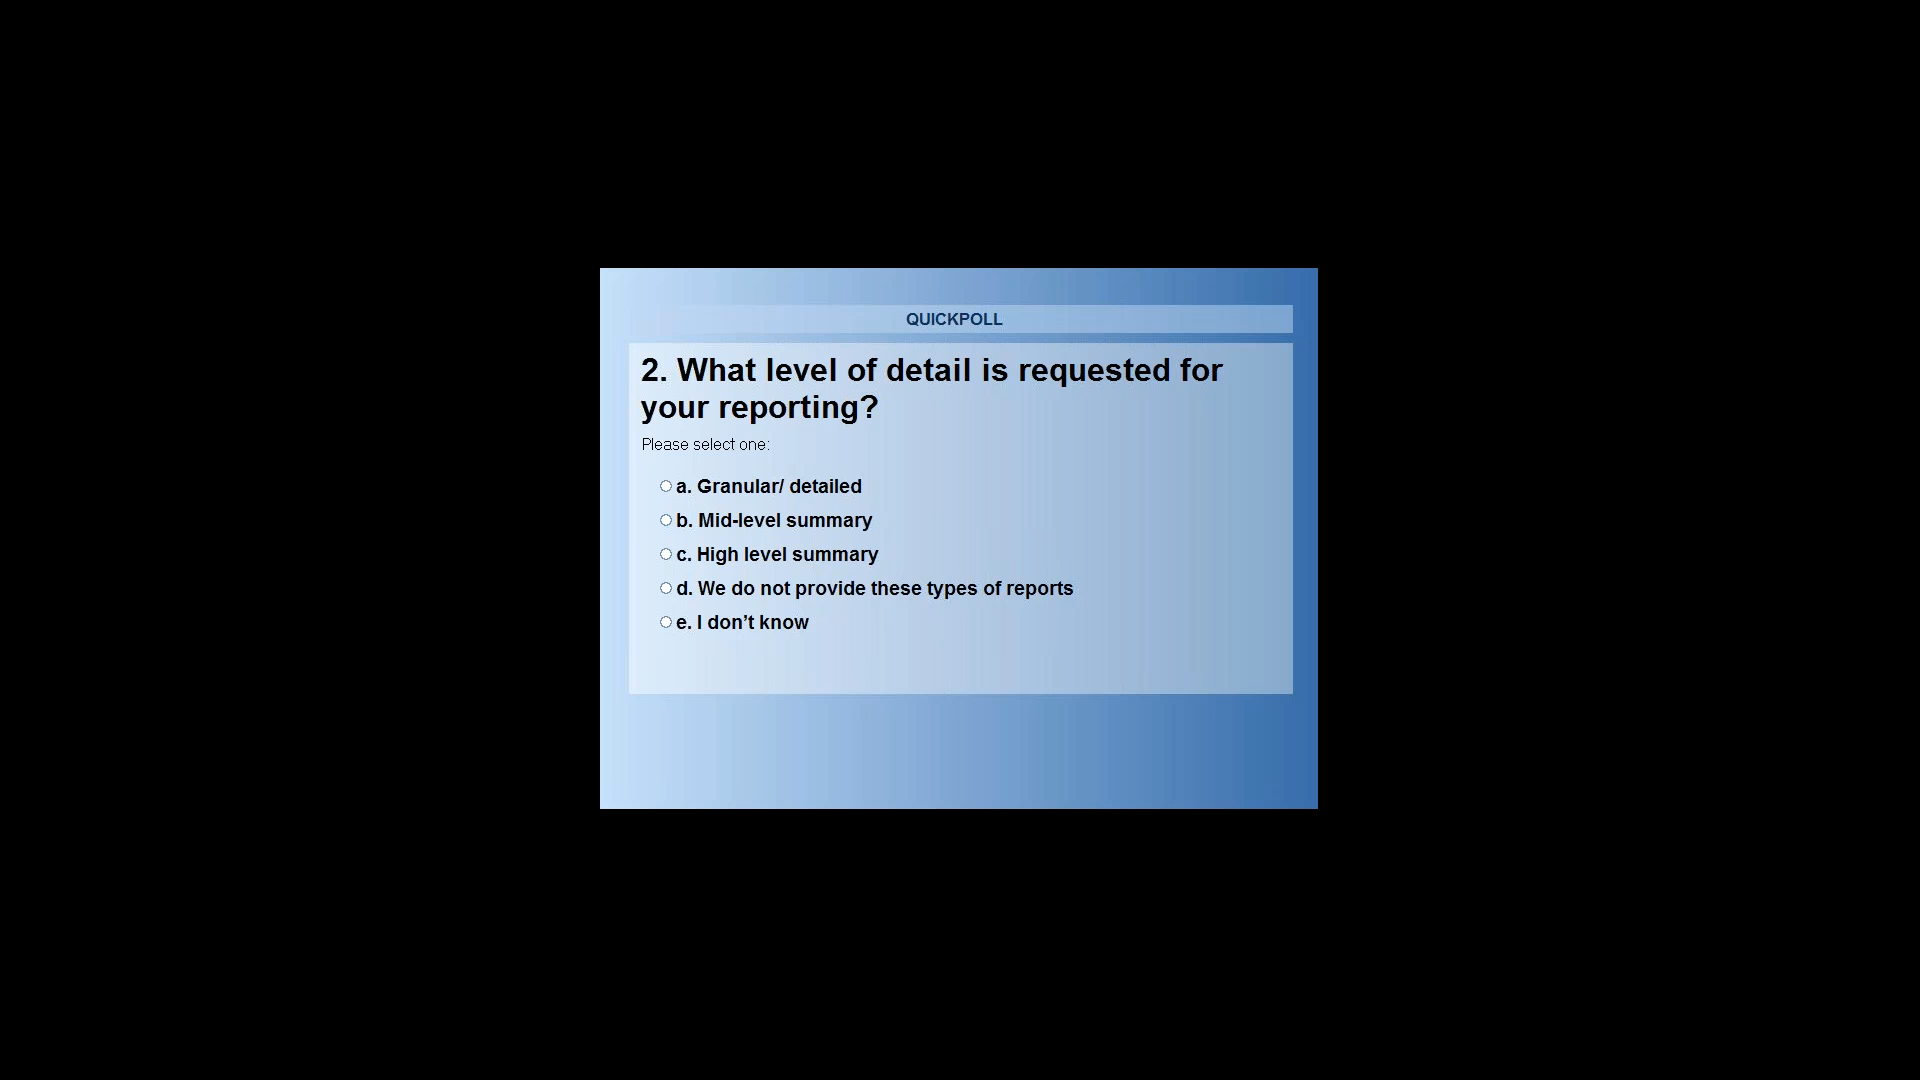 QUICKPOLL
2. What level of detail is requested for
your reporting?
Please select one:
a. Granular/ detailed
b. Mid-level summary
c. High level summary
d. We do not provide these types of reports
e. I don’t know